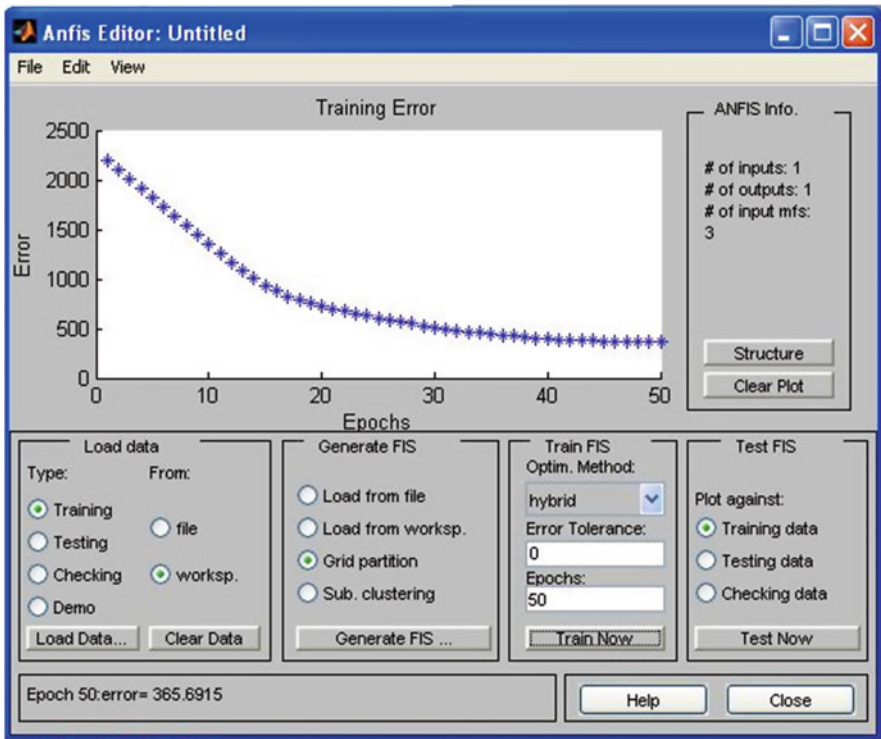 Anfis Editor: Untitled
File Edit View
Training Error
2500
2000
1500
1000
500
0
Error
0 10 20 30 40 50
Epochs
ANFIS Info.
# of inputs: 1
# of outputs: 1
# of input mfs:
3
Structure
Clear Plot
Load data
Type: From:
Training
Testing
Checking
Demo
file
worksp.
Load Data... Clear Data
Generate FIS
Load from file
Load from worksp.
Grid partition
Sub. clustering
Generate FIS ...
Train FIS
Optim. Method:
hybrid
Error Tolerance:
0
Epochs:
50
Train Now
Test FIS
Plot against:
Training data
Testing data
Checking data
Test Now
Epoch 50:error= 365.6915
Help Close